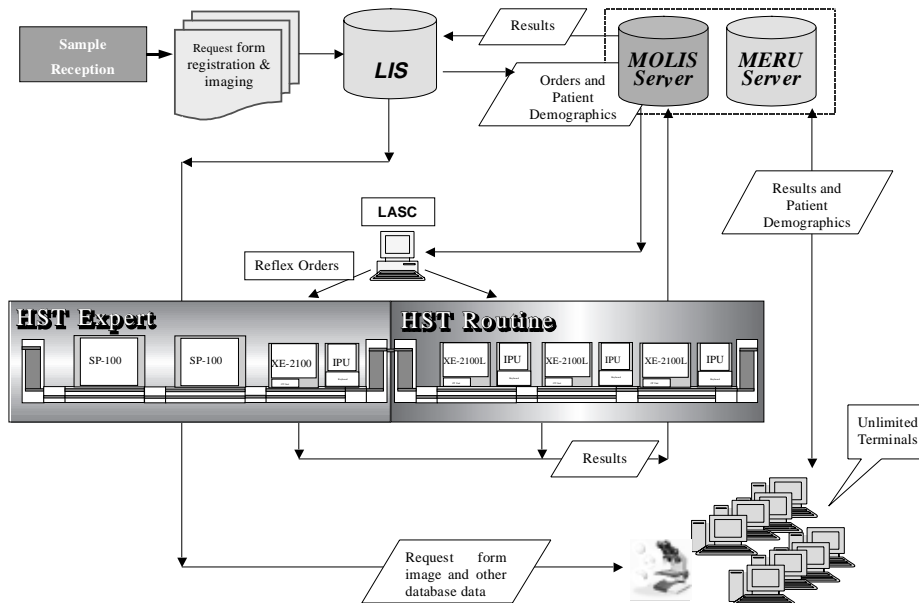 Sample
Reception
Request form
registration &
imaging
LIS
Results
Orders and
Patient
Demographics
MOLIS
Server
MERU
Server
Results and
Patient
Demographics
LASC
Reflex Orders
HST Expert
HST Routine
SP-100
SP-100
XE-2100
IPU
XE-2100L
IPU
XE-2100L
IPU
XE-2100L
IPU
Results
Unlimited
Terminals
Request form
image and other
database data